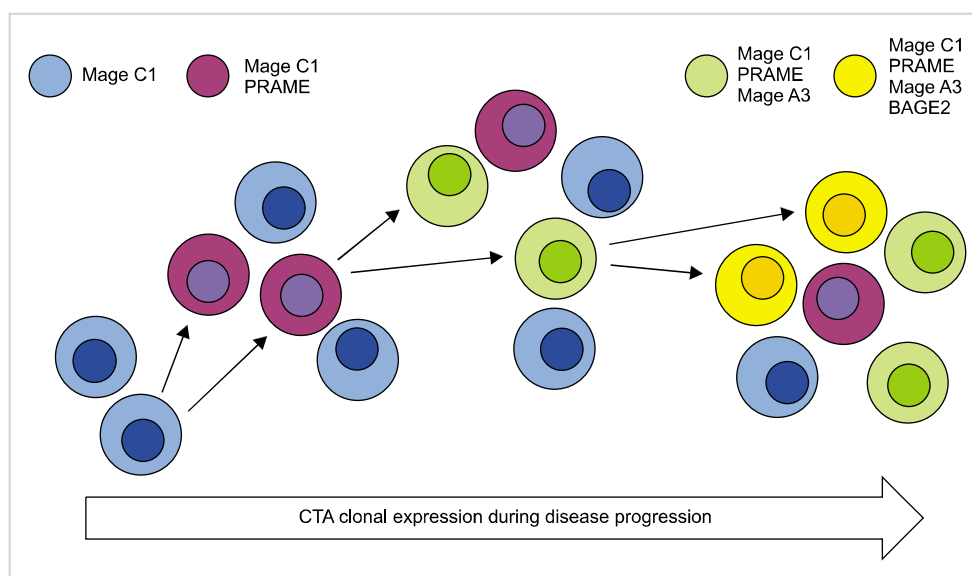 Mage C1
Mage C1
PRAME
Mage C1
PRAME
Mage A3
Mage C1
PRAME
Mage A3
BAGE2
CTA clonal expression during disease progression